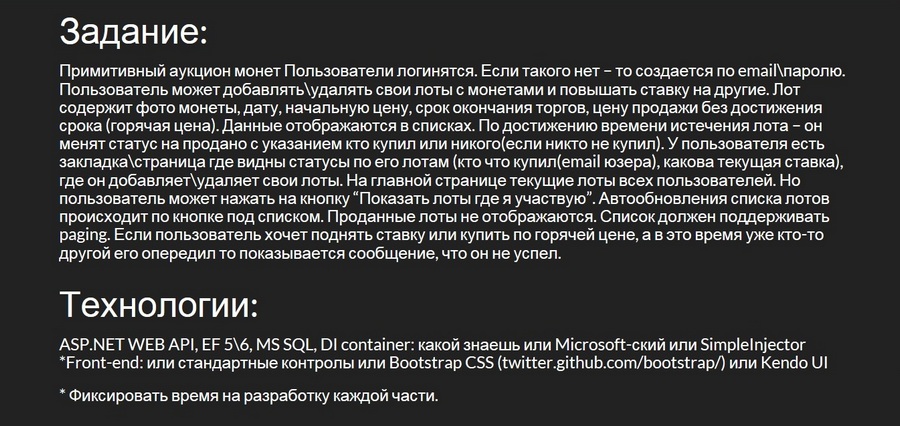 Задание:
Примитивный аукцион монет Пользователи логинятся. Если такого нет – то создается по email\паролю.
Пользователь может добавлять\удалять свои лоты с монетами и повышать ставку на другие. Лот
содержит фото монеты, дату, начальную цену, срок окончания торгов, цену продажи без достижения
срока (горячая цена). Данные отображаются в списках. По достижению времени истечения лота – он
менят статус на продано с указанием кто купил или никого(если никто не купил). У пользователя есть
закладка\страница где видны статусы по его лотам (кто что купил(email юзера), какова текущая ставка),
где он добавляет\удаляет свои лоты. На главной странице текущие лоты всех пользователей. Но
пользователь может нажать на кнопку “Показать лоты где я участвую”. Автообновления списка лотов
происходит по кнопке под списком. Проданные лоты не отображаются. Список должен поддерживать
paging. Если пользователь хочет поднять ставку или купить по горячей цене, а в это время уже кто-то
другой его опередил то показывается сообщение, что он не успел.
Технологии:
ASP.NET WEB API, EF 5\6, MS SQL, DI container: какой знаешь или Microsoft-ский или SimpleInjector
*Front-end: или стандартные контролы или Bootstrap CSS (twitter.github.com/bootstrap/) или Kendo UI
* Фиксировать время на разработку каждой части.